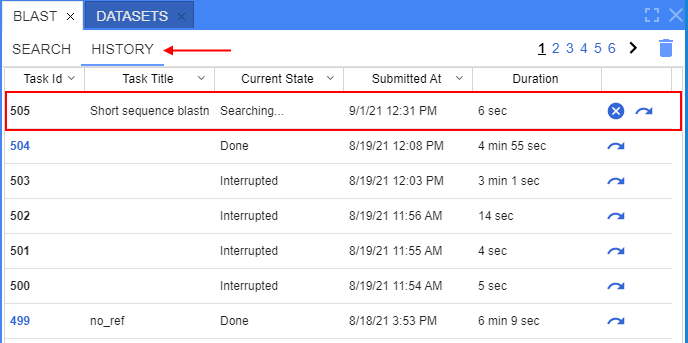 BLAST × DATASETS ×
SEARCH HISTORY 1 2 3 4 5 6
Task Id Task Title Current State Submitted At Duration
505 Short sequence blastn Searching... 9/1/21 12:31 PM 6 sec
504 Done 8/19/21 12:08 PM 4 min 55 sec
503 Interrupted 8/19/21 12:03 PM 3 min 1 sec
502 Interrupted 8/19/21 11:56 AM 14 sec
501 Interrupted 8/19/21 11:55 AM 4 sec
500 Interrupted 8/19/21 11:54 AM 5 sec
499 no_ref Done 8/18/21 3:53 PM 6 min 9 sec